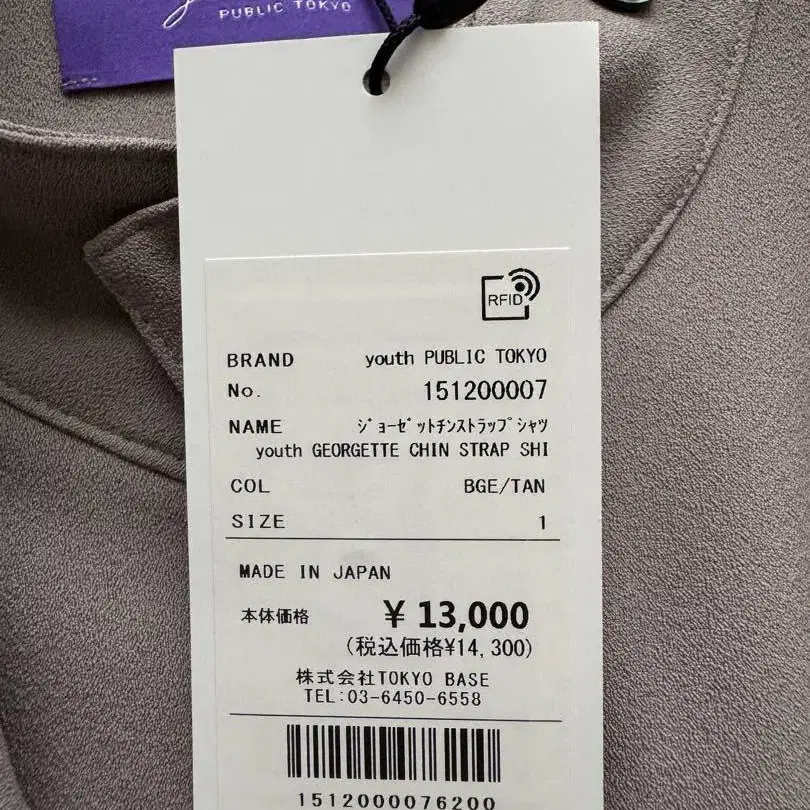 PUBLIC TOKYO
RFID
BRAND youth PUBLIC TOKYO
No. 151200007
NAME ｼﾞｮｰｾﾞｯﾄﾁﾝｽﾄﾗｯﾌﾟｼｬﾂ
youth GEORGETTE CHIN STRAP SHI
COL BGE/TAN
SIZE 1
MADE IN JAPAN
本体価格 ¥ 13,000
(税込価格¥14,300)
株式会社TOKYO BASE
TEL:03-6450-6558
1512000076200